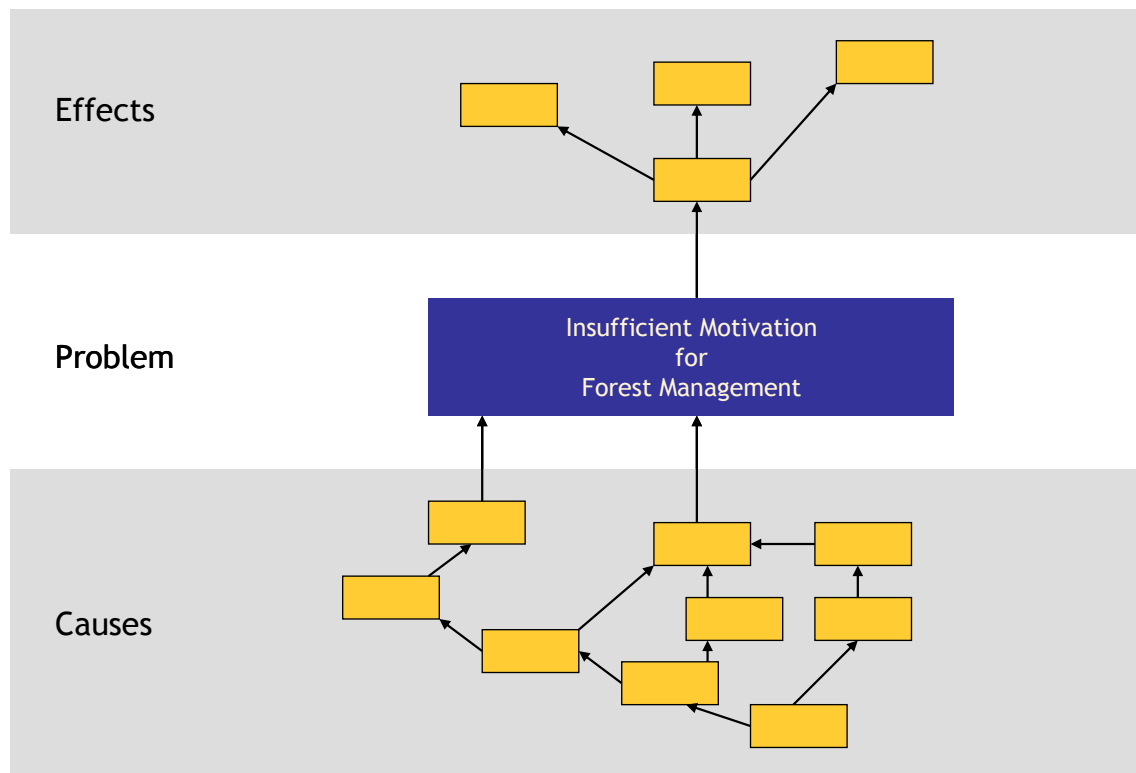 Effects
Problem
Insufficient Motivation
for
Forest Management
Causes